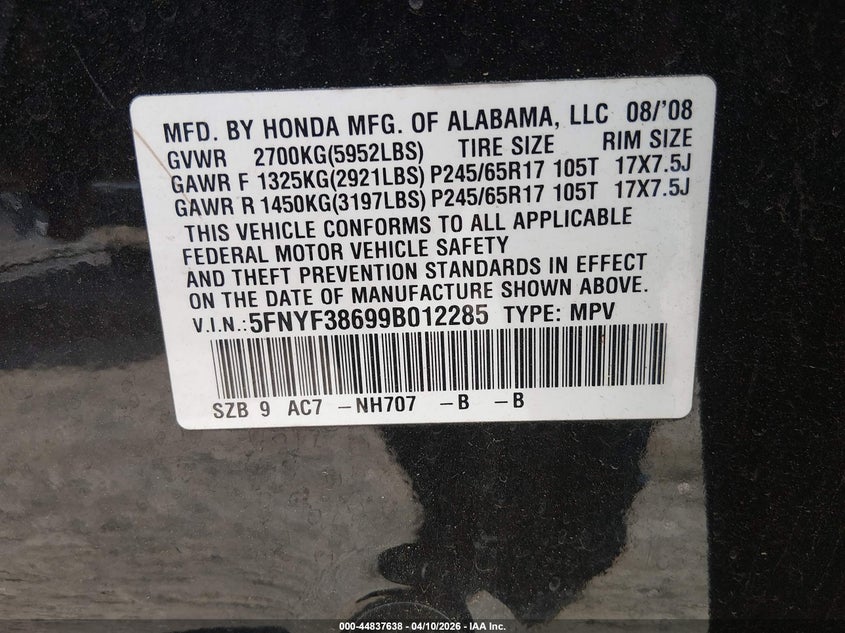 MFD. BY HONDA MFG. OF ALABAMA, LLC 08/'08
GVWR 2700KG(5952LBS) TIRE SIZE RIM SIZE
GAWR F 1325KG(2921LBS) P245/65R17 105T 17X7.5J
GAWR R 1450KG(3197LBS) P245/65R17 105T 17X7.5J
THIS VEHICLE CONFORMS TO ALL APPLICABLE
FEDERAL MOTOR VEHICLE SAFETY
AND THEFT PREVENTION STANDARDS IN EFFECT
ON THE DATE OF MANUFACTURE SHOWN ABOVE.
V.I.N.: 5FNYF38699B012285 TYPE: MPV
SZB 9 AC7 -NH707 -B -B
000-44837638 - 04/10/2026 - IAA Inc.